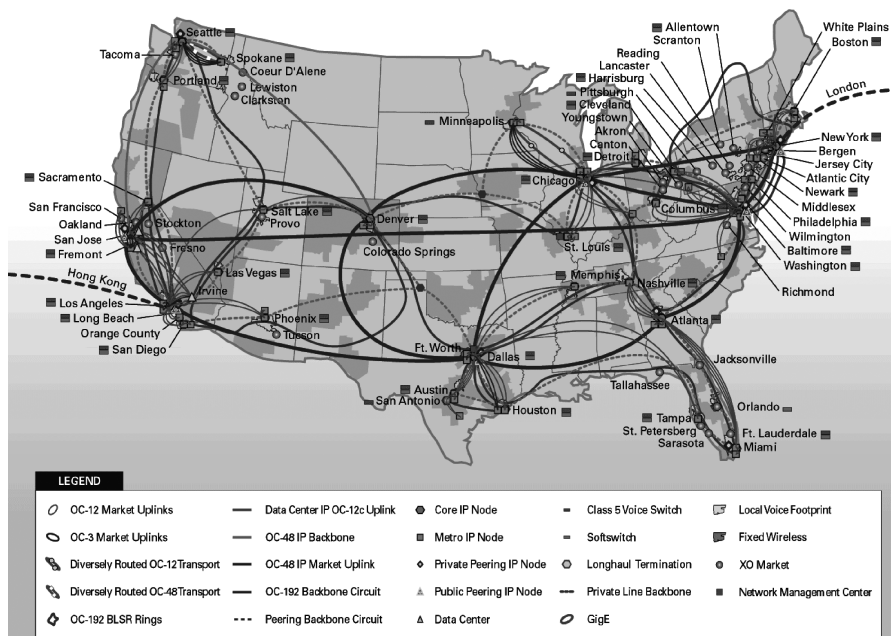 Seattle
Tacoma
Spokane
Coeur D'Alene
Portland
Lewiston
Clarkston
Minneapolis
Allentown
Scranton
Reading
Lancaster
Harrisburg
Pittsburgh
Cleveland
Youngstown
Akron
Canton
Detroit
White Plains
Boston
London
New York
Bergen
Jersey City
Atlantic City
Newark
Middlesex
Philadelphia
Wilmington
Baltimore
Washington
Richmond
Chicago
Columbus
Sacramento
San Francisco
Oakland
San Jose
Fremont
Stockton
Fresno
Salt Lake
Provo
Denver
Colorado Springs
St. Louis
Memphis
Nashville
Hong Kong
Las Vegas
Los Angeles
Irvine
Long Beach
Orange County
San Diego
Phoenix
Tucson
Ft. Worth
Dallas
Atlanta
Austin
San Antonio
Houston
Jacksonville
Tallahassee
Orlando
Tampa
St. Petersberg
Sarasota
Ft. Lauderdale
Miami
LEGEND
OC-12 Market Uplinks
OC-3 Market Uplinks
Diversely Routed OC-12Transport
Diversely Routed OC-48Transport
OC-192 BLSR Rings
Data Center IP OC-12c Uplink
OC-48 IP Backbone
OC-48 IP Market Uplink
OC-192 Backbone Circuit
Peering Backbone Circuit
Core IP Node
Metro IP Node
Private Peering IP Node
Public Peering IP Node
Data Center
Class 5 Voice Switch
Softswitch
Longhaul Termination
Private Line Backbone
GigE
Local Voice Footprint
Fixed Wireless
XO Market
Network Management Center